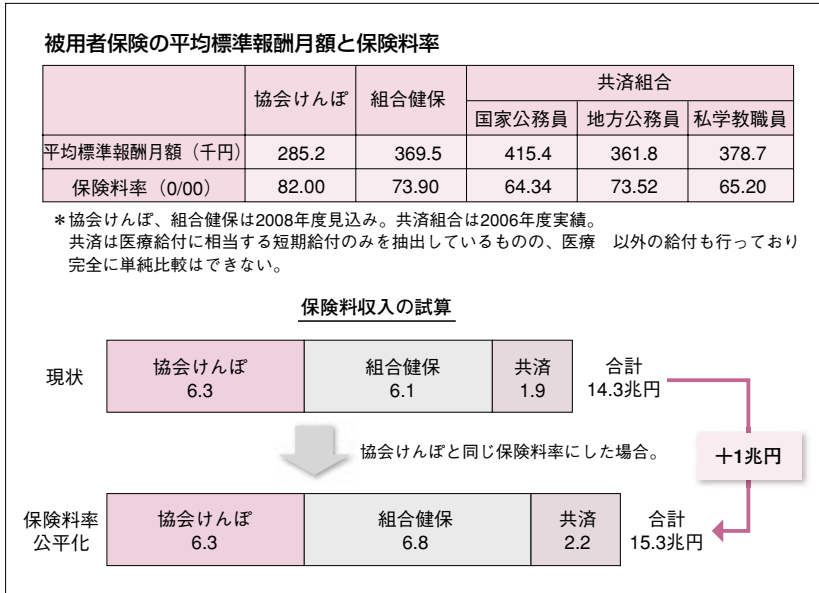 被用者保険の平均標準報酬月額と保険料率
協会けんぽ 組合健保 共済組合
国家公務員 地方公務員 私学教職員
平均標準報酬月額（千円） 285.2 369.5 415.4 361.8 378.7
保険料率（0/00） 82.00 73.90 64.34 73.52 65.20
＊協会けんぽ、組合健保は2008年度見込み。共済組合は2006年度実績。
共済は医療給付に相当する短期給付のみを抽出しているものの、医療　以外の給付も行っており
完全に単純比較はできない。
保険料収入の試算
現状
協会けんぽ
6.3
組合健保
6.1
共済
1.9
合計
14.3兆円
協会けんぽと同じ保険料率にした場合。
＋1兆円
保険料率
公平化
協会けんぽ
6.3
組合健保
6.8
共済
2.2
合計
15.3兆円